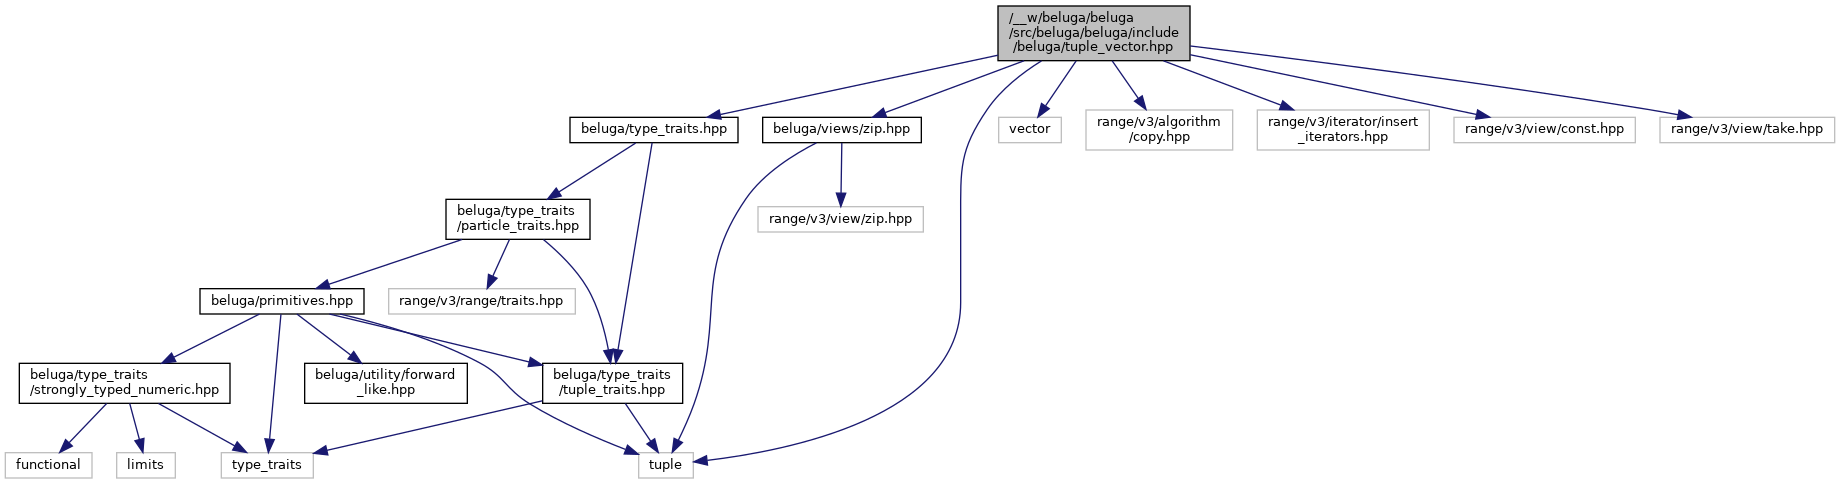 /__w/beluga/beluga
/src/beluga/beluga/include
/beluga/tuple_vector.hpp
beluga/type_traits.hpp
beluga/views/zip.hpp
vector
range/v3/algorithm
/copy.hpp
range/v3/iterator/insert
_iterators.hpp
range/v3/view/const.hpp
range/v3/view/take.hpp
beluga/type_traits
/particle_traits.hpp
range/v3/view/zip.hpp
beluga/primitives.hpp
range/v3/range/traits.hpp
beluga/type_traits
/strongly_typed_numeric.hpp
beluga/utility/forward
_like.hpp
beluga/type_traits
/tuple_traits.hpp
functional
limits
type_traits
tuple